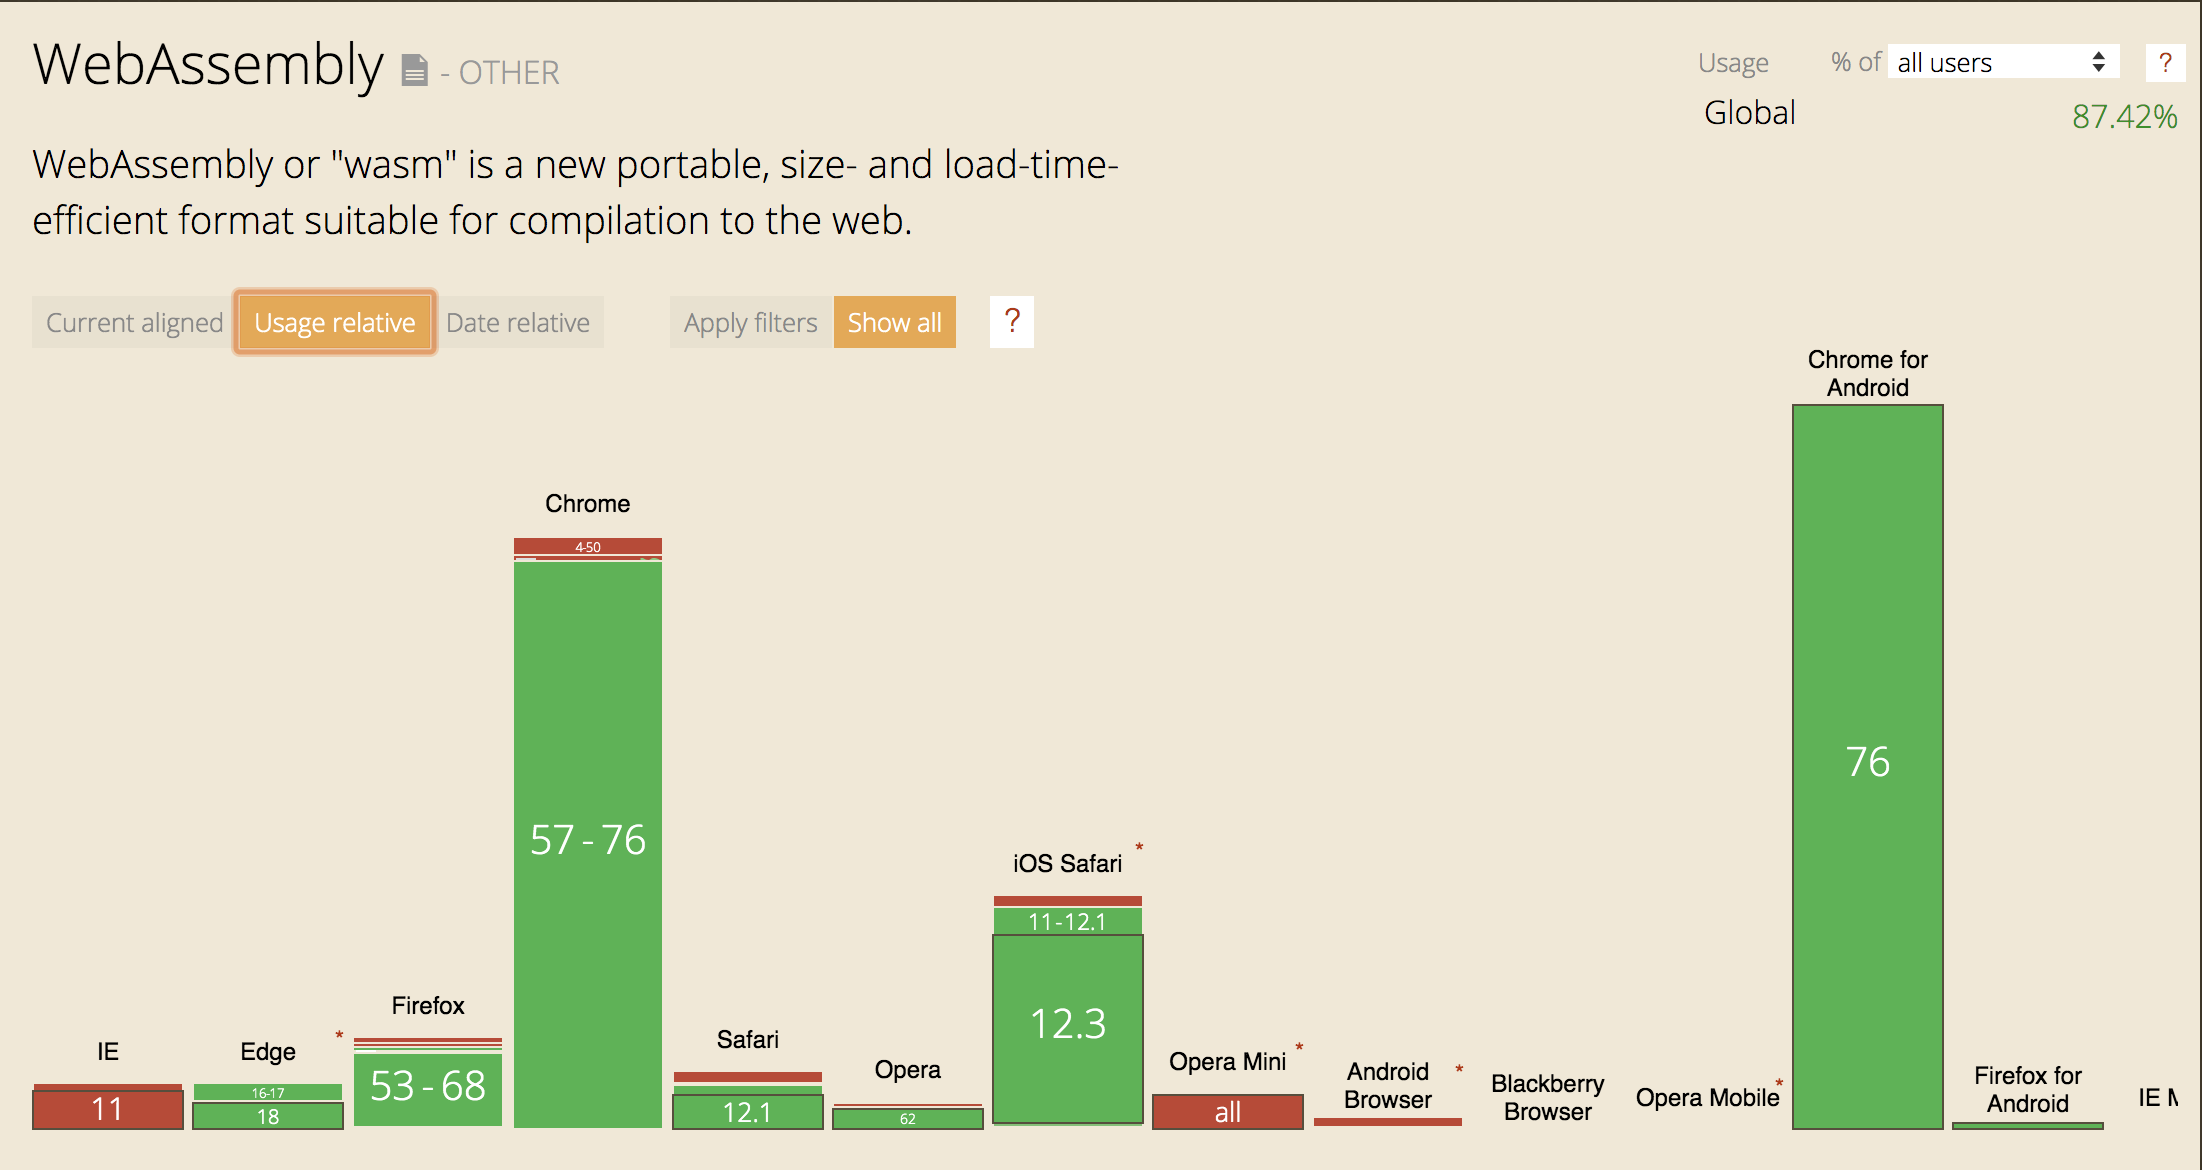 WebAssembly - OTHER
Usage % of all users ?
Global 87.42%
WebAssembly or "wasm" is a new portable, size- and load-time-
efficient format suitable for compilation to the web.
Current aligned Usage relative Date relative Apply filters Show all ?
IE
11
Edge *
16-17
18
Firefox
53 - 68
Chrome
4-50
57 - 76
Safari
12.1
Opera
62
iOS Safari *
11-12.1
12.3
Opera Mini *
all
Android *
Browser
Blackberry
Browser
Opera Mobile *
Chrome for
Android
76
Firefox for
Android
IE